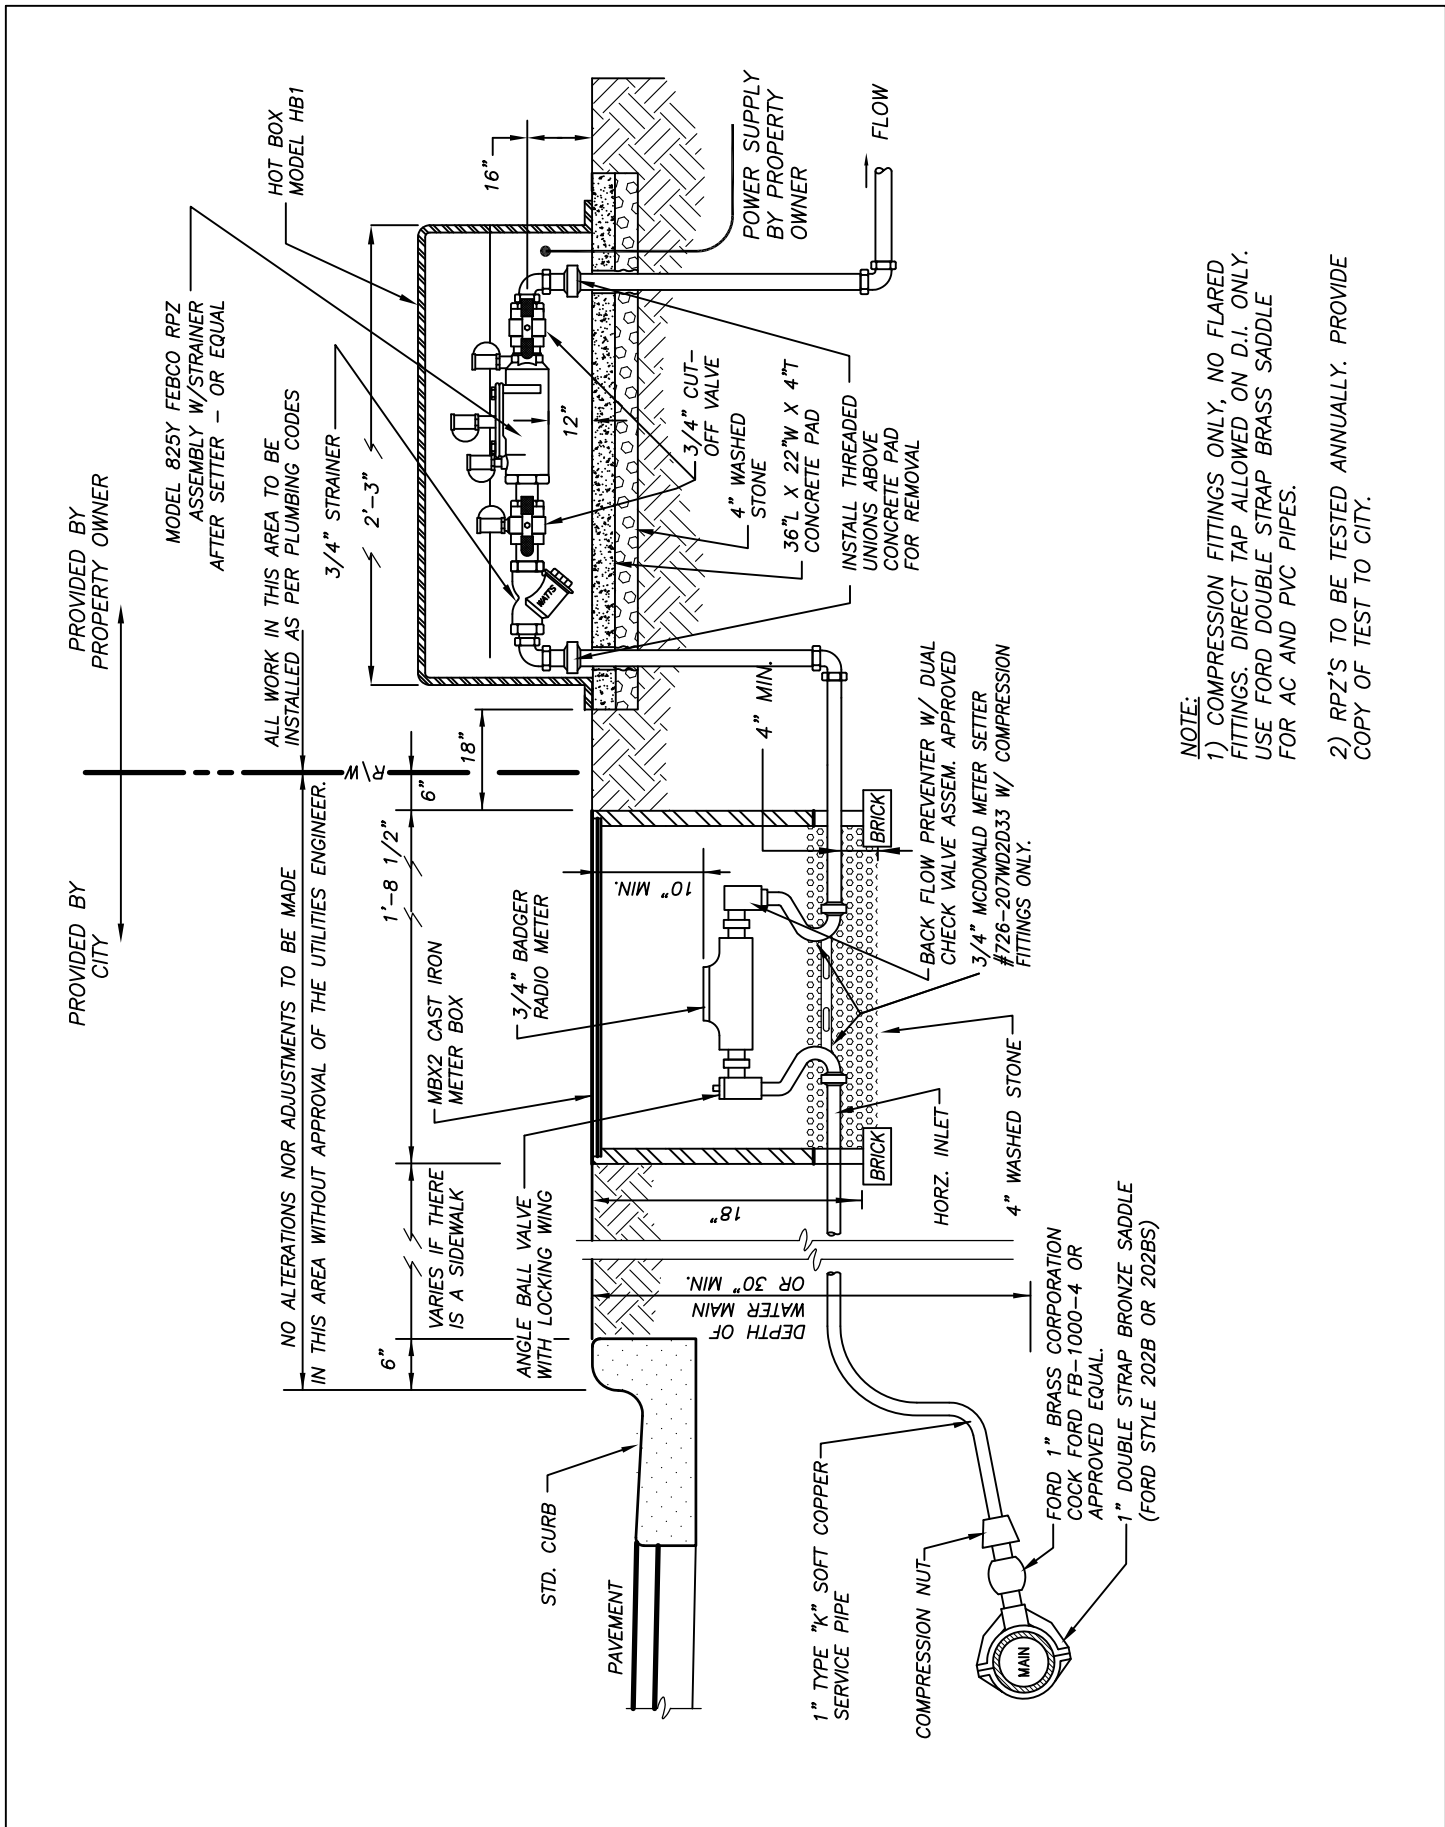 PROVIDED BY
CITY
PROVIDED BY
PROPERTY OWNER
NO ALTERATIONS NOR ADJUSTMENTS TO BE MADE
IN THIS AREA WITHOUT APPROVAL OF THE UTILITIES ENGINEER.
ALL WORK IN THIS AREA TO BE
INSTALLED AS PER PLUMBING CODES
MODEL 825Y FEBCO RPZ
ASSEMBLY W/STRAINER
AFTER SETTER - OR EQUAL
HOT BOX
MODEL HB1
3/4" STRAINER
2'-3"
R\W
6"
VARIES IF THERE
IS A SIDEWALK
1'-8 1/2"
6"
18"
16"
MBX2 CAST IRON
METER BOX
ANGLE BALL VALVE
WITH LOCKING WING
3/4" BADGER
RADIO METER
STD. CURB
PAVEMENT
10" MIN.
18"
DEPTH OF
WATER MAIN
OR 30" MIN.
WATTS
12"
3/4" CUT-
OFF VALVE
4" WASHED
STONE
36"L X 22"W X 4"T
CONCRETE PAD
INSTALL THREADED
UNIONS ABOVE
CONCRETE PAD
FOR REMOVAL
POWER SUPPLY
BY PROPERTY
OWNER
FLOW
4" MIN.
BRICK
BRICK
HORZ. INLET
4" WASHED STONE
BACK FLOW PREVENTER W/ DUAL
CHECK VALVE ASSEM. APPROVED
3/4" MCDONALD METER SETTER
#726-207WD2D33 W/ COMPRESSION
FITTINGS ONLY.
1" TYPE "K" SOFT COPPER
SERVICE PIPE
COMPRESSION NUT
MAIN
FORD 1" BRASS CORPORATION
COCK FORD FB-1000-4 OR
APPROVED EQUAL.
1" DOUBLE STRAP BRONZE SADDLE
(FORD STYLE 202B OR 202BS)
NOTE:
1) COMPRESSION FITTINGS ONLY, NO FLARED
FITTINGS. DIRECT TAP ALLOWED ON D.I. ONLY.
USE FORD DOUBLE STRAP BRASS SADDLE
FOR AC AND PVC PIPES.
2) RPZ'S TO BE TESTED ANNUALLY. PROVIDE
COPY OF TEST TO CITY.